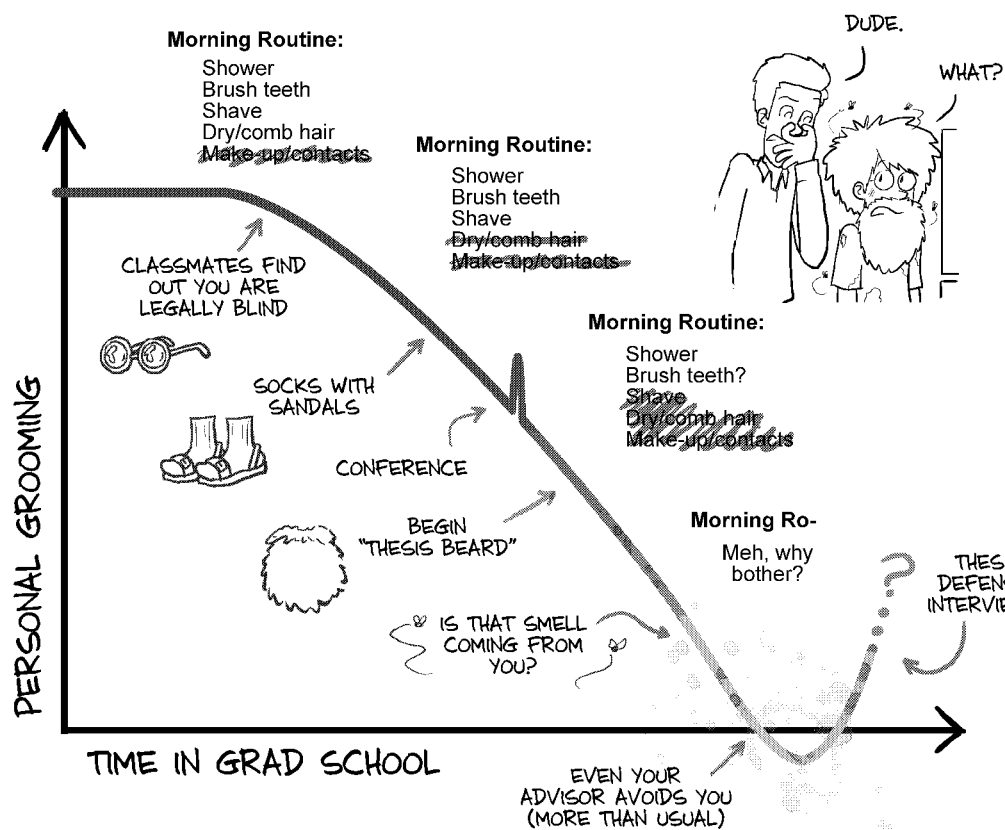 DUDE.
WHAT?
Morning Routine:
Shower
Brush teeth
Shave
Dry/comb hair
Make-up/contacts
Morning Routine:
Shower
Brush teeth
Shave
Dry/comb hair
Make-up/contacts
CLASSMATES FIND
OUT YOU ARE
LEGALLY BLIND
Morning Routine:
Shower
Brush teeth?
Shave
Dry/comb hair
Make-up/contacts
SOCKS WITH
SANDALS
CONFERENCE
BEGIN
"THESIS BEARD"
Morning Ro-
Meh, why
bother?
THES
DEFEN
INTERVIE
IS THAT SMELL
COMING FROM
YOU?
PERSONAL GROOMING
TIME IN GRAD SCHOOL
EVEN YOUR
ADVISOR AVOIDS YOU
(MORE THAN USUAL)